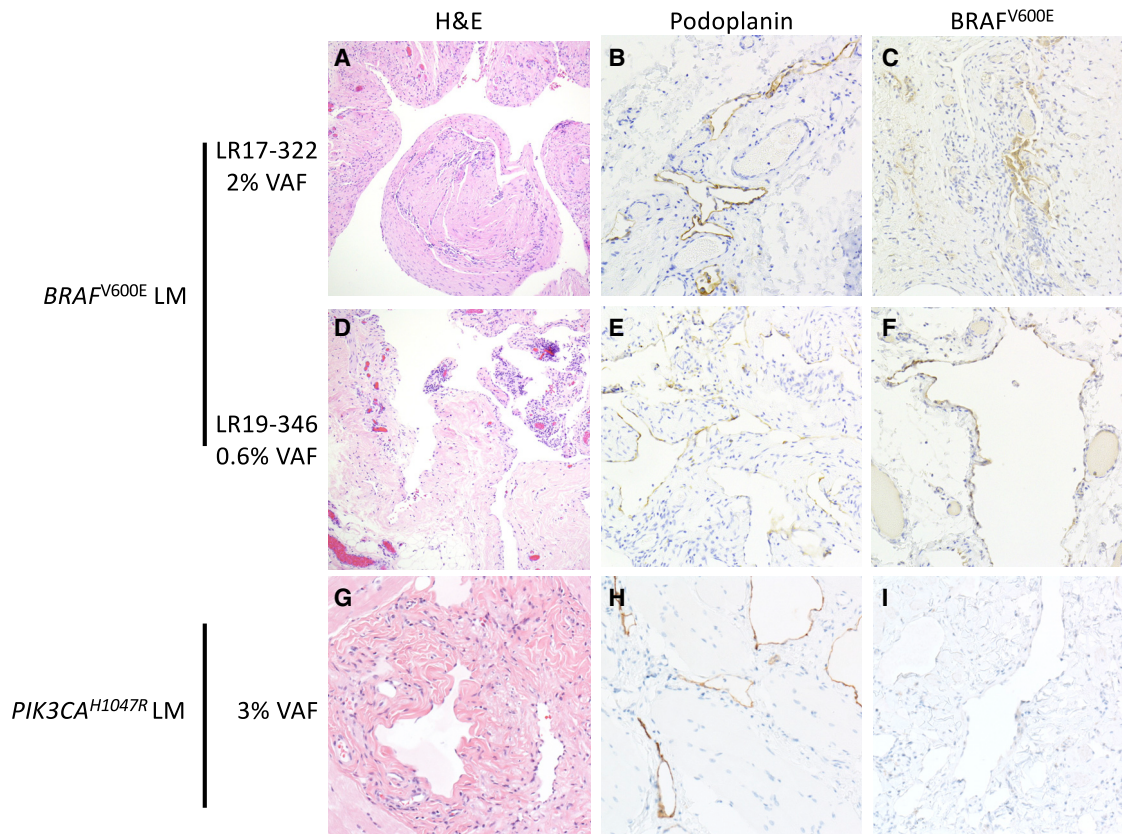 H&E Podoplanin BRAFV600E
A B C
LR17-322
2% VAF
BRAFV600E LM
D E F
LR19-346
0.6% VAF
G H I
PIK3CAH1047R LM 3% VAF